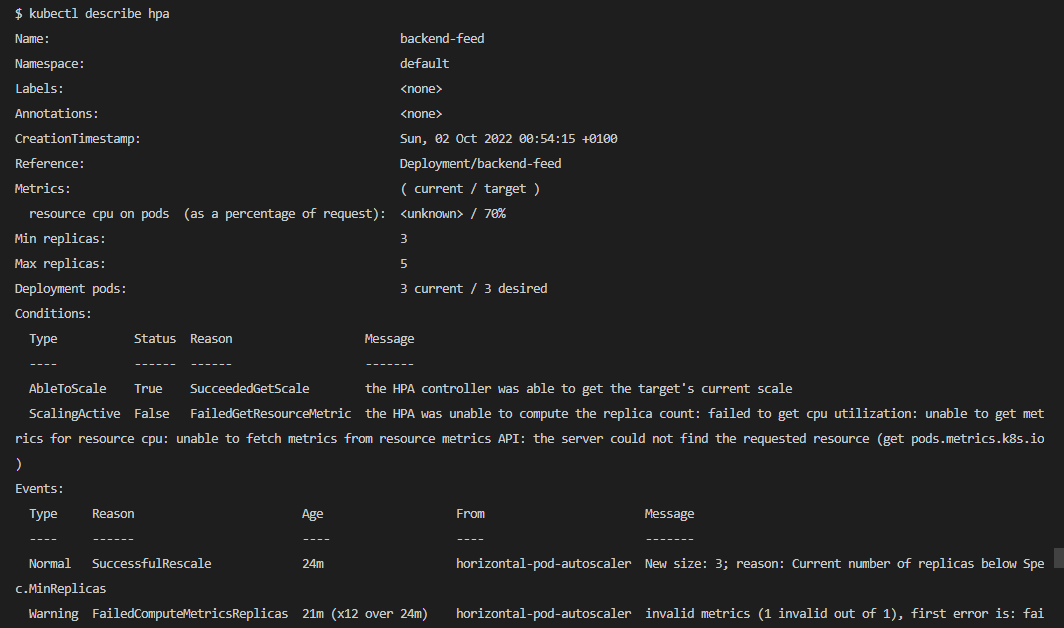 $ kubectl describe hpa
Name: backend-feed
Namespace: default
Labels: <none>
Annotations: <none>
CreationTimestamp: Sun, 02 Oct 2022 00:54:15 +0100
Reference: Deployment/backend-feed
Metrics: ( current / target )
resource cpu on pods (as a percentage of request): <unknown> / 70%
Min replicas: 3
Max replicas: 5
Deployment pods: 3 current / 3 desired
Conditions:
Type Status Reason Message
---- ------ ------ -------
AbleToScale True SucceededGetScale the HPA controller was able to get the target's current scale
ScalingActive False FailedGetResourceMetric the HPA was unable to compute the replica count: failed to get cpu utilization: unable to get met
rics for resource cpu: unable to fetch metrics from resource metrics API: the server could not find the requested resource (get pods.metrics.k8s.io
)
Events:
Type Reason Age From Message
---- ------ ---- ---- -------
Normal SuccessfulRescale 24m horizontal-pod-autoscaler New size: 3; reason: Current number of replicas below Spe
c.MinReplicas
Warning FailedComputeMetricsReplicas 21m (x12 over 24m) horizontal-pod-autoscaler invalid metrics (1 invalid out of 1), first error is: fai